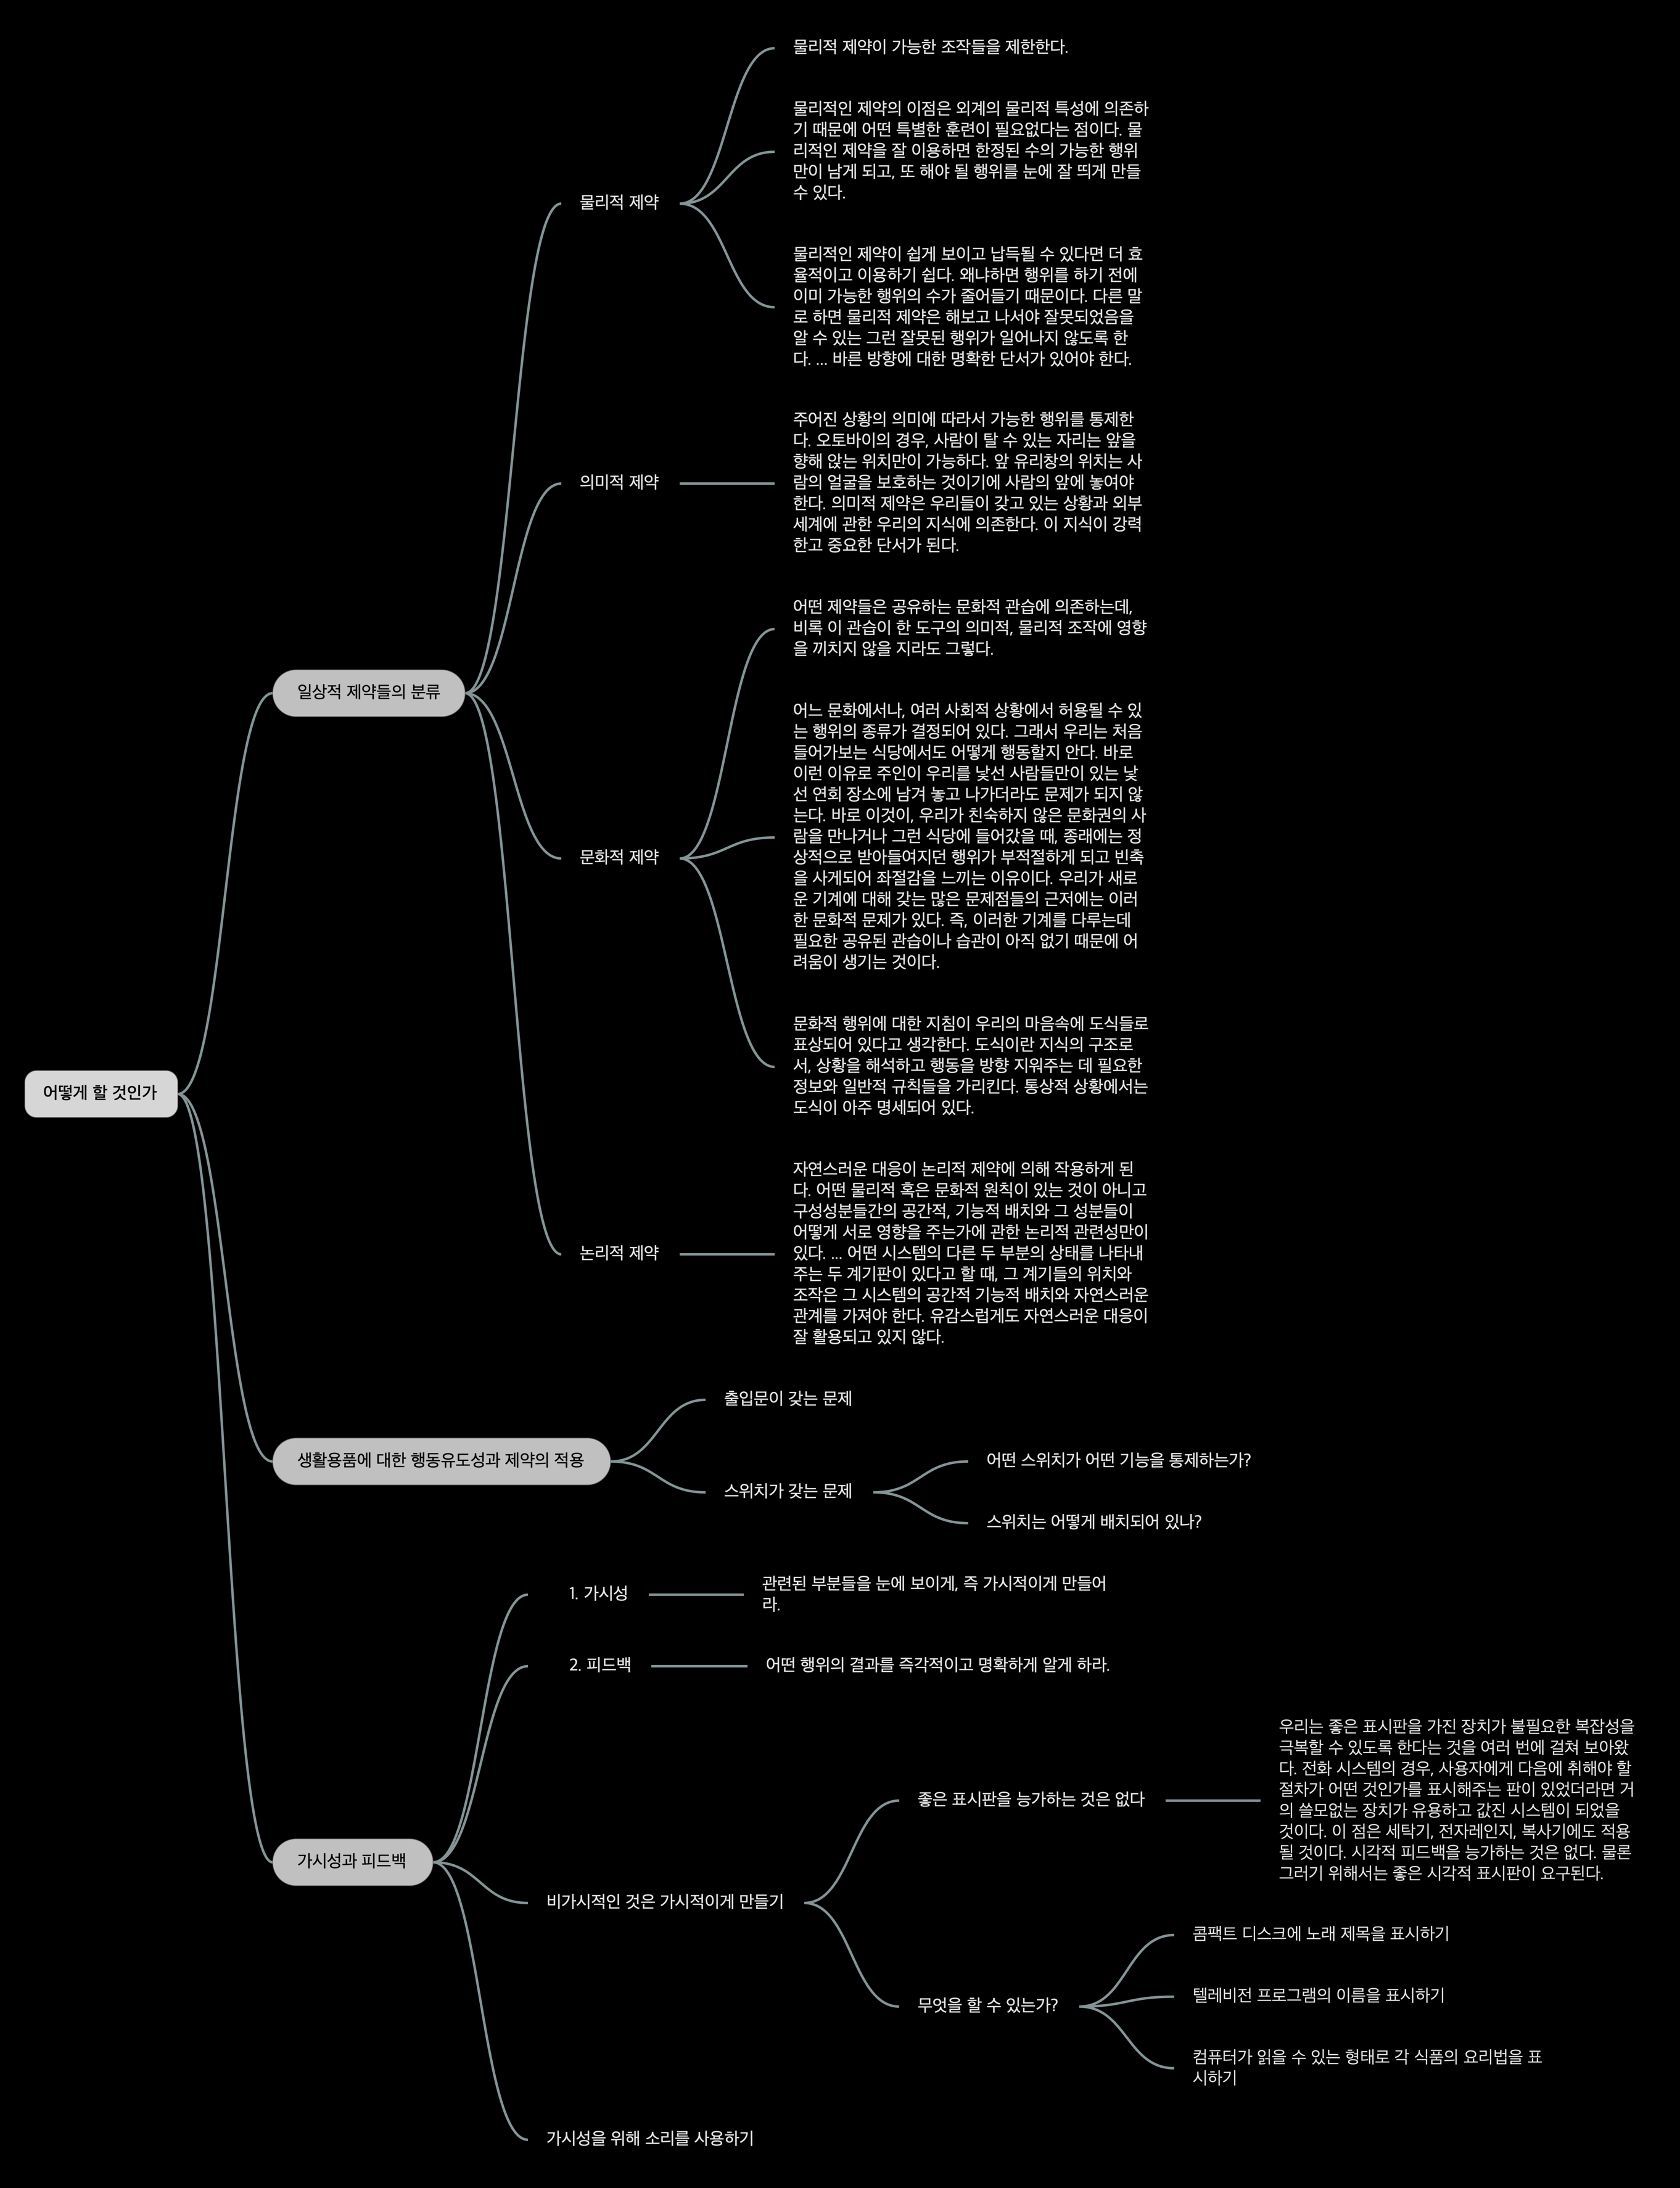 어떻게 할 것인가
일상적 제약들의 분류
물리적 제약
물리적 제약이 가능한 조작들을 제한한다.
물리적인 제약의 이점은 외계의 물리적 특성에 의존하
기 때문에 어떤 특별한 훈련이 필요없다는 점이다. 물
리적인 제약을 잘 이용하면 한정된 수의 가능한 행위
만이 남게 되고, 또 해야 될 행위를 눈에 잘 띄게 만들
수 있다.
물리적인 제약이 쉽게 보이고 납득될 수 있다면 더 효
율적이고 이용하기 쉽다. 왜냐하면 행위를 하기 전에
이미 가능한 행위의 수가 줄어들기 때문이다. 다른 말
로 하면 물리적 제약은 해보고 나서야 잘못되었음을
알 수 있는 그런 잘못된 행위가 일어나지 않도록 한
다. ... 바른 방향에 대한 명확한 단서가 있어야 한다.
의미적 제약
주어진 상황의 의미에 따라서 가능한 행위를 통제한
다. 오토바이의 경우, 사람이 탈 수 있는 자리는 앞을
향해 앉는 위치만이 가능하다. 앞 유리창의 위치는 사
람의 얼굴을 보호하는 것이기에 사람의 앞에 놓여야
한다. 의미적 제약은 우리들이 갖고 있는 상황과 외부
세계에 관한 우리의 지식에 의존한다. 이 지식이 강력
한고 중요한 단서가 된다.
문화적 제약
어떤 제약들은 공유하는 문화적 관습에 의존하는데,
비록 이 관습이 한 도구의 의미적, 물리적 조작에 영향
을 끼치지 않을 지라도 그렇다.
어느 문화에서나, 여러 사회적 상황에서 허용될 수 있
는 행위의 종류가 결정되어 있다. 그래서 우리는 처음
들어가보는 식당에서도 어떻게 행동할지 안다. 바로
이런 이유로 주인이 우리를 낯선 사람들만이 있는 낯
선 연회 장소에 남겨 놓고 나가더라도 문제가 되지 않
는다. 바로 이것이, 우리가 친숙하지 않은 문화권의 사
람을 만나거나 그런 식당에 들어갔을 때, 종래에는 정
상적으로 받아들여지던 행위가 부적절하게 되고 빈축
을 사게되어 좌절감을 느끼는 이유이다. 우리가 새로
운 기계에 대해 갖는 많은 문제점들의 근저에는 이러
한 문화적 문제가 있다. 즉, 이러한 기계를 다루는데
필요한 공유된 관습이나 습관이 아직 없기 때문에 어
려움이 생기는 것이다.
문화적 행위에 대한 지침이 우리의 마음속에 도식들로
표상되어 있다고 생각한다. 도식이란 지식의 구조로
서, 상황을 해석하고 행동을 방향 지워주는 데 필요한
정보와 일반적 규칙들을 가리킨다. 통상적 상황에서는
도식이 아주 명세되어 있다.
논리적 제약
자연스러운 대응이 논리적 제약에 의해 작용하게 된
다. 어떤 물리적 혹은 문화적 원칙이 있는 것이 아니고
구성성분들간의 공간적, 기능적 배치와 그 성분들이
어떻게 서로 영향을 주는가에 관한 논리적 관련성만이
있다. ... 어떤 시스템의 다른 두 부분의 상태를 나타내
주는 두 계기판이 있다고 할 때, 그 계기들의 위치와
조작은 그 시스템의 공간적 기능적 배치와 자연스러운
관계를 가져야 한다. 유감스럽게도 자연스러운 대응이
잘 활용되고 있지 않다.
생활용품에 대한 행동유도성과 제약의 적용
출입문이 갖는 문제
스위치가 갖는 문제
어떤 스위치가 어떤 기능을 통제하는가?
스위치는 어떻게 배치되어 있나?
가시성과 피드백
1. 가시성
관련된 부분들을 눈에 보이게, 즉 가시적이게 만들어
라.
2. 피드백
어떤 행위의 결과를 즉각적이고 명확하게 알게 하라.
비가시적인 것은 가시적이게 만들기
좋은 표시판을 능가하는 것은 없다
우리는 좋은 표시판을 가진 장치가 불필요한 복잡성을
극복할 수 있도록 한다는 것을 여러 번에 걸쳐 보아왔
다. 전화 시스템의 경우, 사용자에게 다음에 취해야 할
절차가 어떤 것인가를 표시해주는 판이 있었더라면 거
의 쓸모없는 장치가 유용하고 값진 시스템이 되었을
것이다. 이 점은 세탁기, 전자레인지, 복사기에도 적용
될 것이다. 시각적 피드백을 능가하는 것은 없다. 물론
그러기 위해서는 좋은 시각적 표시판이 요구된다.
무엇을 할 수 있는가?
콤팩트 디스크에 노래 제목을 표시하기
텔레비전 프로그램의 이름을 표시하기
컴퓨터가 읽을 수 있는 형태로 각 식품의 요리법을 표
시하기
가시성을 위해 소리를 사용하기